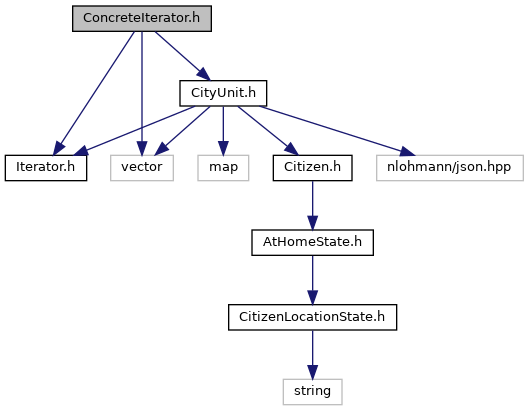 ConcreteIterator.h
CityUnit.h
Iterator.h
vector
map
Citizen.h
nlohmann/json.hpp
AtHomeState.h
CitizenLocationState.h
string